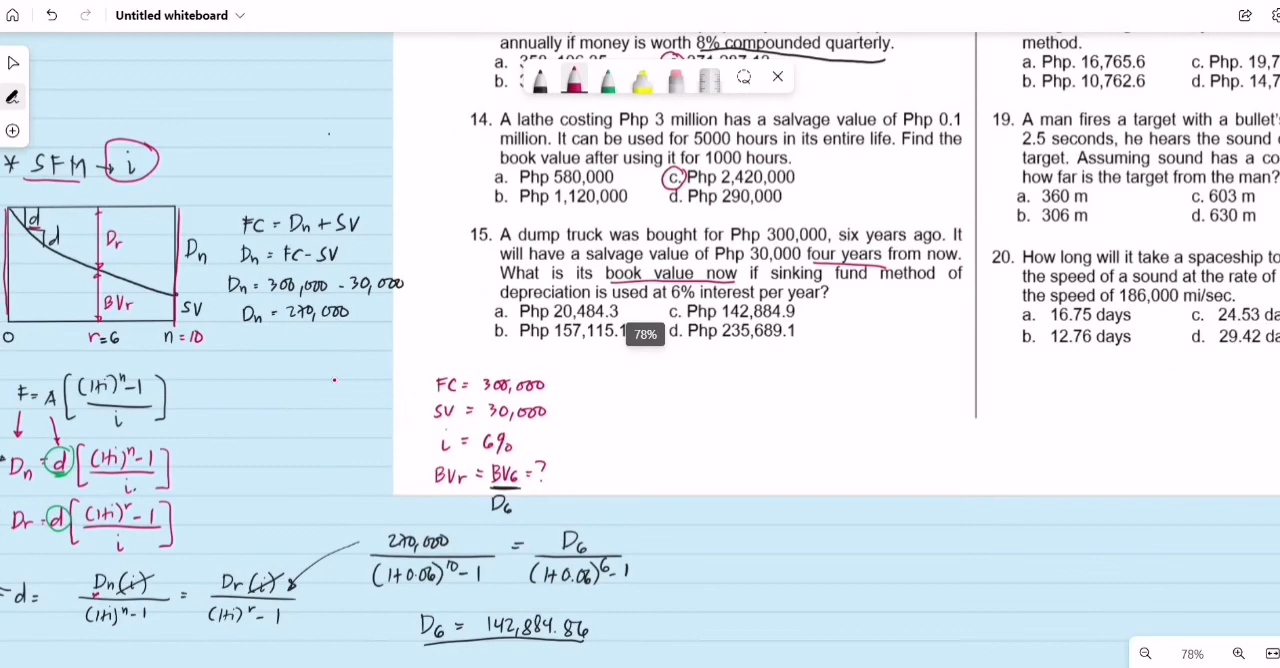 Untitled whiteboard
annually if money is worth 8% compounded quarterly.
a.
b.
14. A lathe costing Php 3 million has a salvage value of Php 0.1
million. It can be used for 5000 hours in its entire life. Find the
book value after using it for 1000 hours.
a. Php 580,000 c. Php 2,420,000
b. Php 1,120,000 d. Php 290,000
15. A dump truck was bought for Php 300,000, six years ago. It
will have a salvage value of Php 30,000 four years from now.
What is its book value now if sinking fund method of
depreciation is used at 6% interest per year?
a. Php 20,484.3 c. Php 142,884.9
b. Php 157,115.1 d. Php 235,689.1
78%
method.
a. Php. 16,765.6 c. Php. 19,7
b. Php. 10,762.6 d. Php. 14,7
19. A man fires a target with a bullet's
2.5 seconds, he hears the sound
target. Assuming sound has a co
how far is the target from the man?
a. 360 m c. 603 m
b. 306 m d. 630 m
20. How long will it take a spaceship to
the speed of a sound at the rate of
the speed of 186,000 mi/sec.
a. 16.75 days c. 24.53 da
b. 12.76 days d. 29.42 da
* SFM → i
d
d
Dr
BVr
Dn
SV
0 r=6 n=10
FC = Dn + SV
Dn = FC - SV
Dn = 300,000 - 30,000
Dn = 270,000
F = A [(1+i)^n - 1 / i]
Dn = d [(1+i)^n - 1 / i]
Dr = d [(1+i)^r - 1 / i]
d = Dn(i) / (1+i)^n - 1 = Dr(i) / (1+i)^r - 1
FC = 300,000
SV = 30,000
i = 6%
BVr = BV6 = ?
D6
270,000 / (1+0.06)^10 - 1 = D6 / (1+0.06)^6 - 1
D6 = 142,884.86
78%